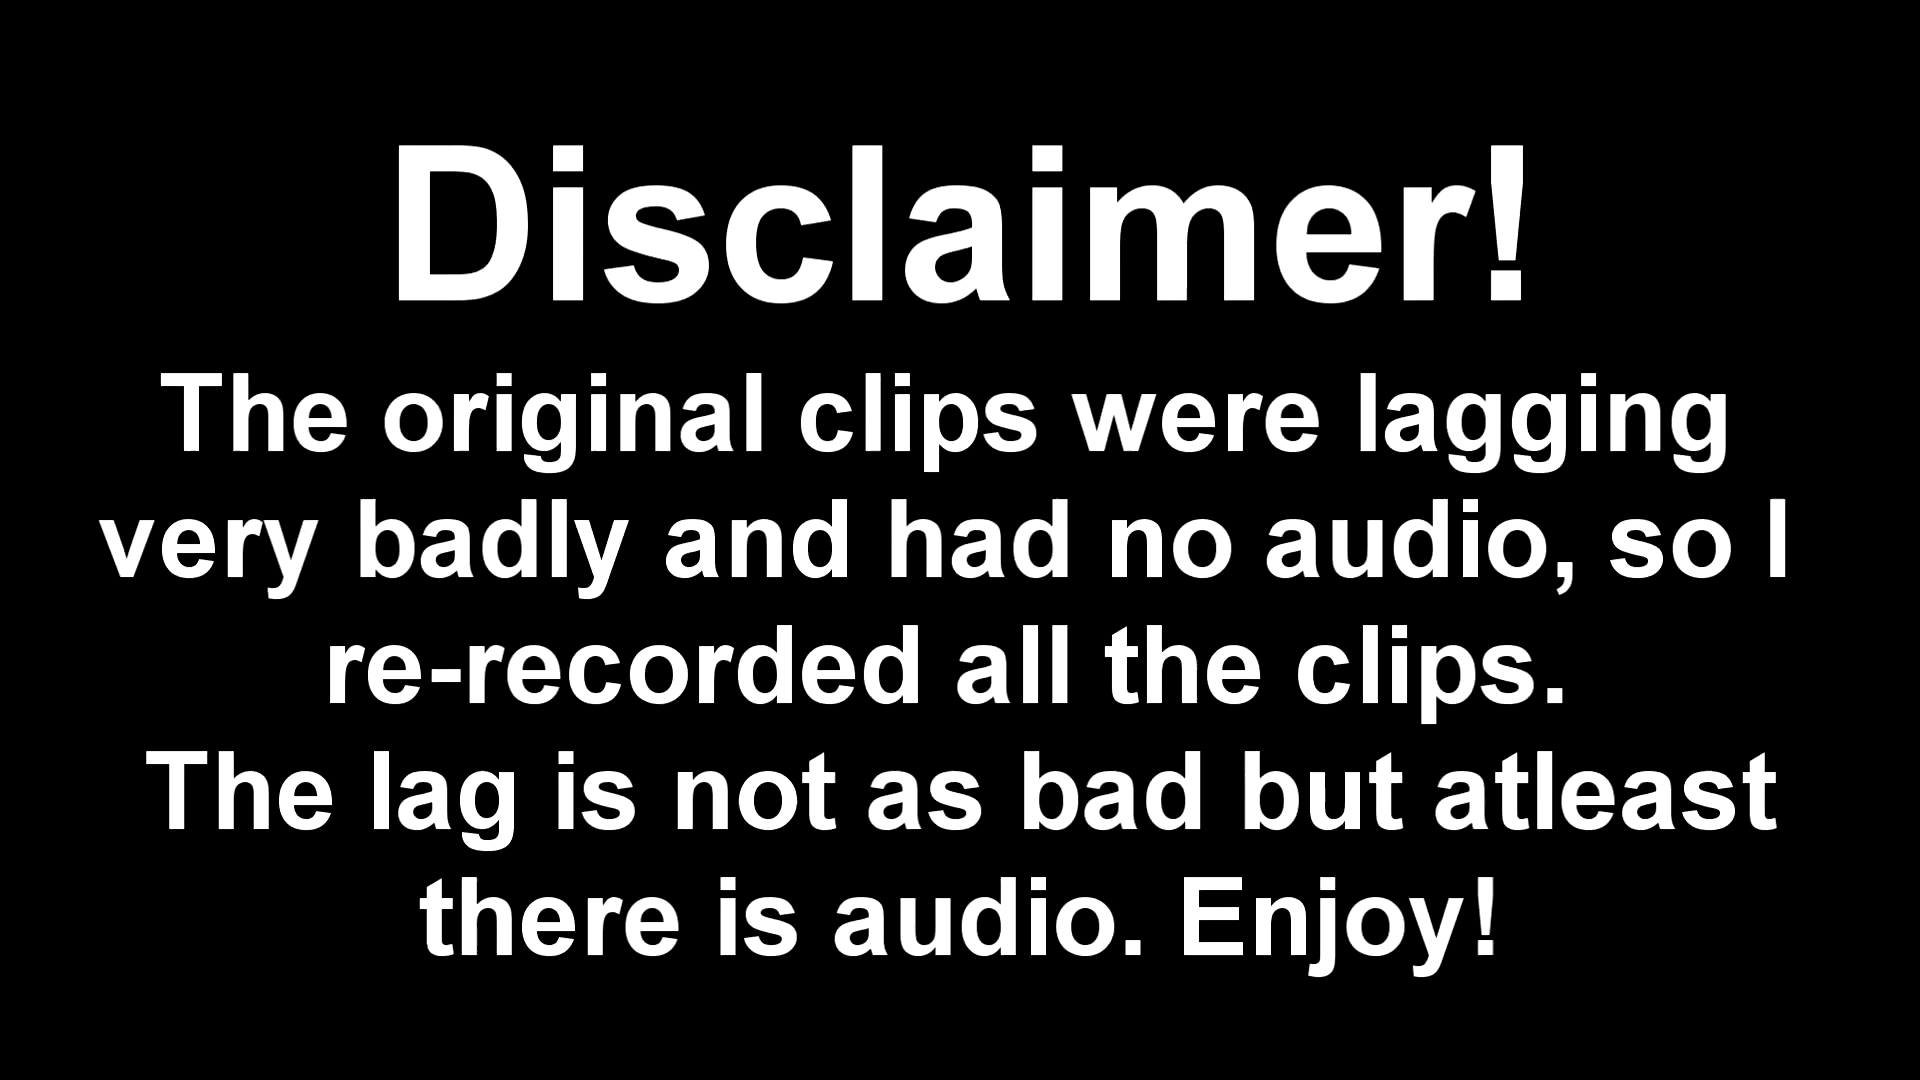 Disclaimer!
The original clips were lagging
very badly and had no audio, so I
re-recorded all the clips.
The lag is not as bad but atleast
there is audio. Enjoy!